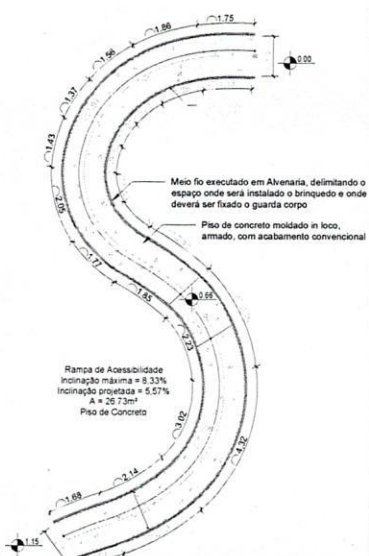 1.75
1.86
1.56
1.37
1.43
2.05
1.77
1.85
0.00
Meio fio executado em Alvenaria, delimitando o
espaço onde será instalado o brinquedo e onde
deverá ser fixado o guarda corpo
Piso de concreto moldado in loco,
armado, com acabamento convencional
0.66
2.23
Rampa de Acessibilidade
Inclinação máxima = 8,33%
Inclinação projetada = 5,57%
A = 26.73m²
Piso de Concreto
3.02
4.32
2.14
1.68
1.15